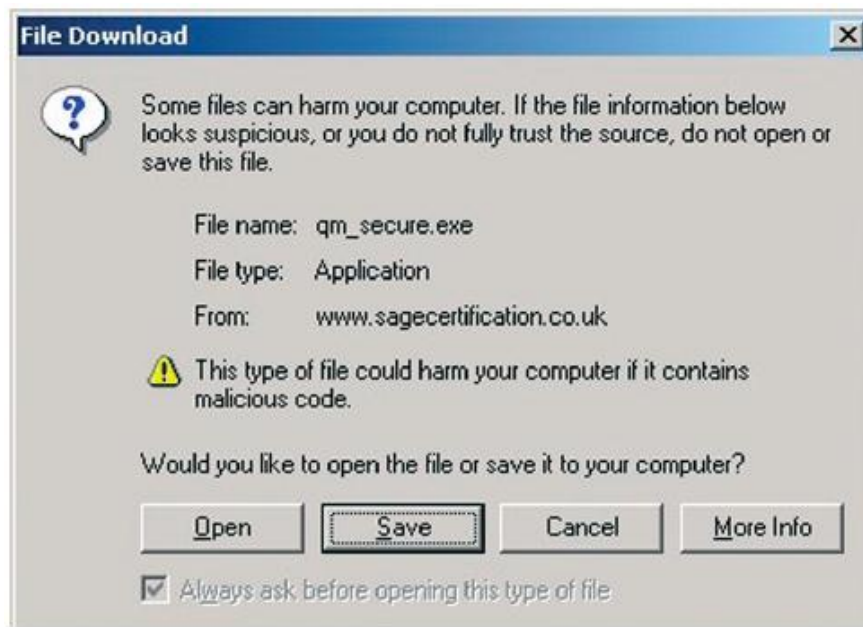 File Download
Some files can harm your computer. If the file information below
looks suspicious, or you do not fully trust the source, do not open or
save this file.
File name: qm_secure.exe
File type: Application
From: www.sagecertification.co.uk
This type of file could harm your computer if it contains
malicious code.
Would you like to open the file or save it to your computer?
Open Save Cancel More Info
Always ask before opening this type of file